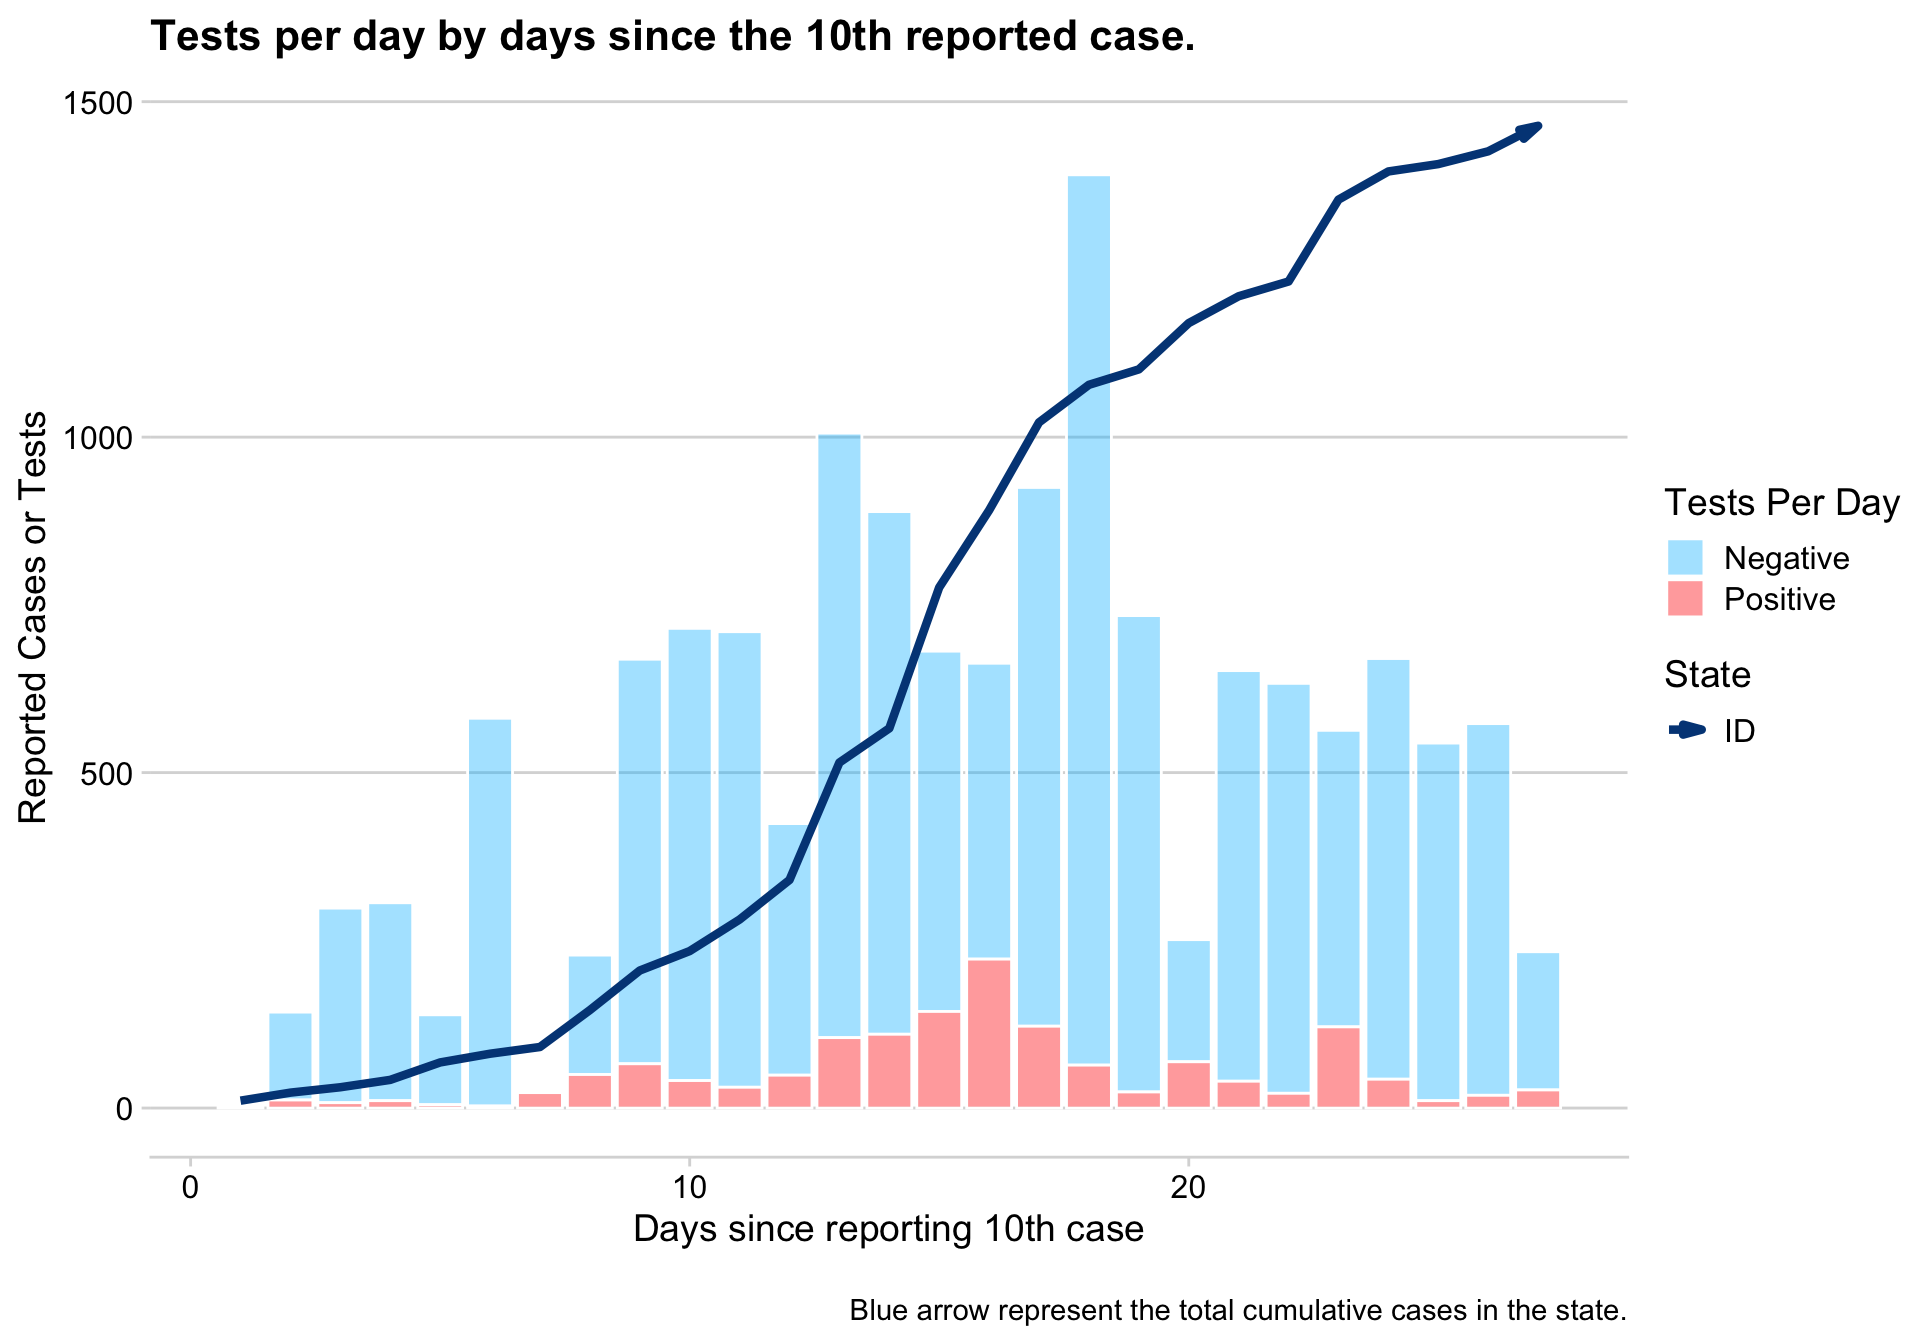 Tests per day by days since the 10th reported case.
1500
1000
500
0
Reported Cases or Tests
0
10
20
Days since reporting 10th case
Tests Per Day
Negative
Positive
State
ID
Blue arrow represent the total cumulative cases in the state.